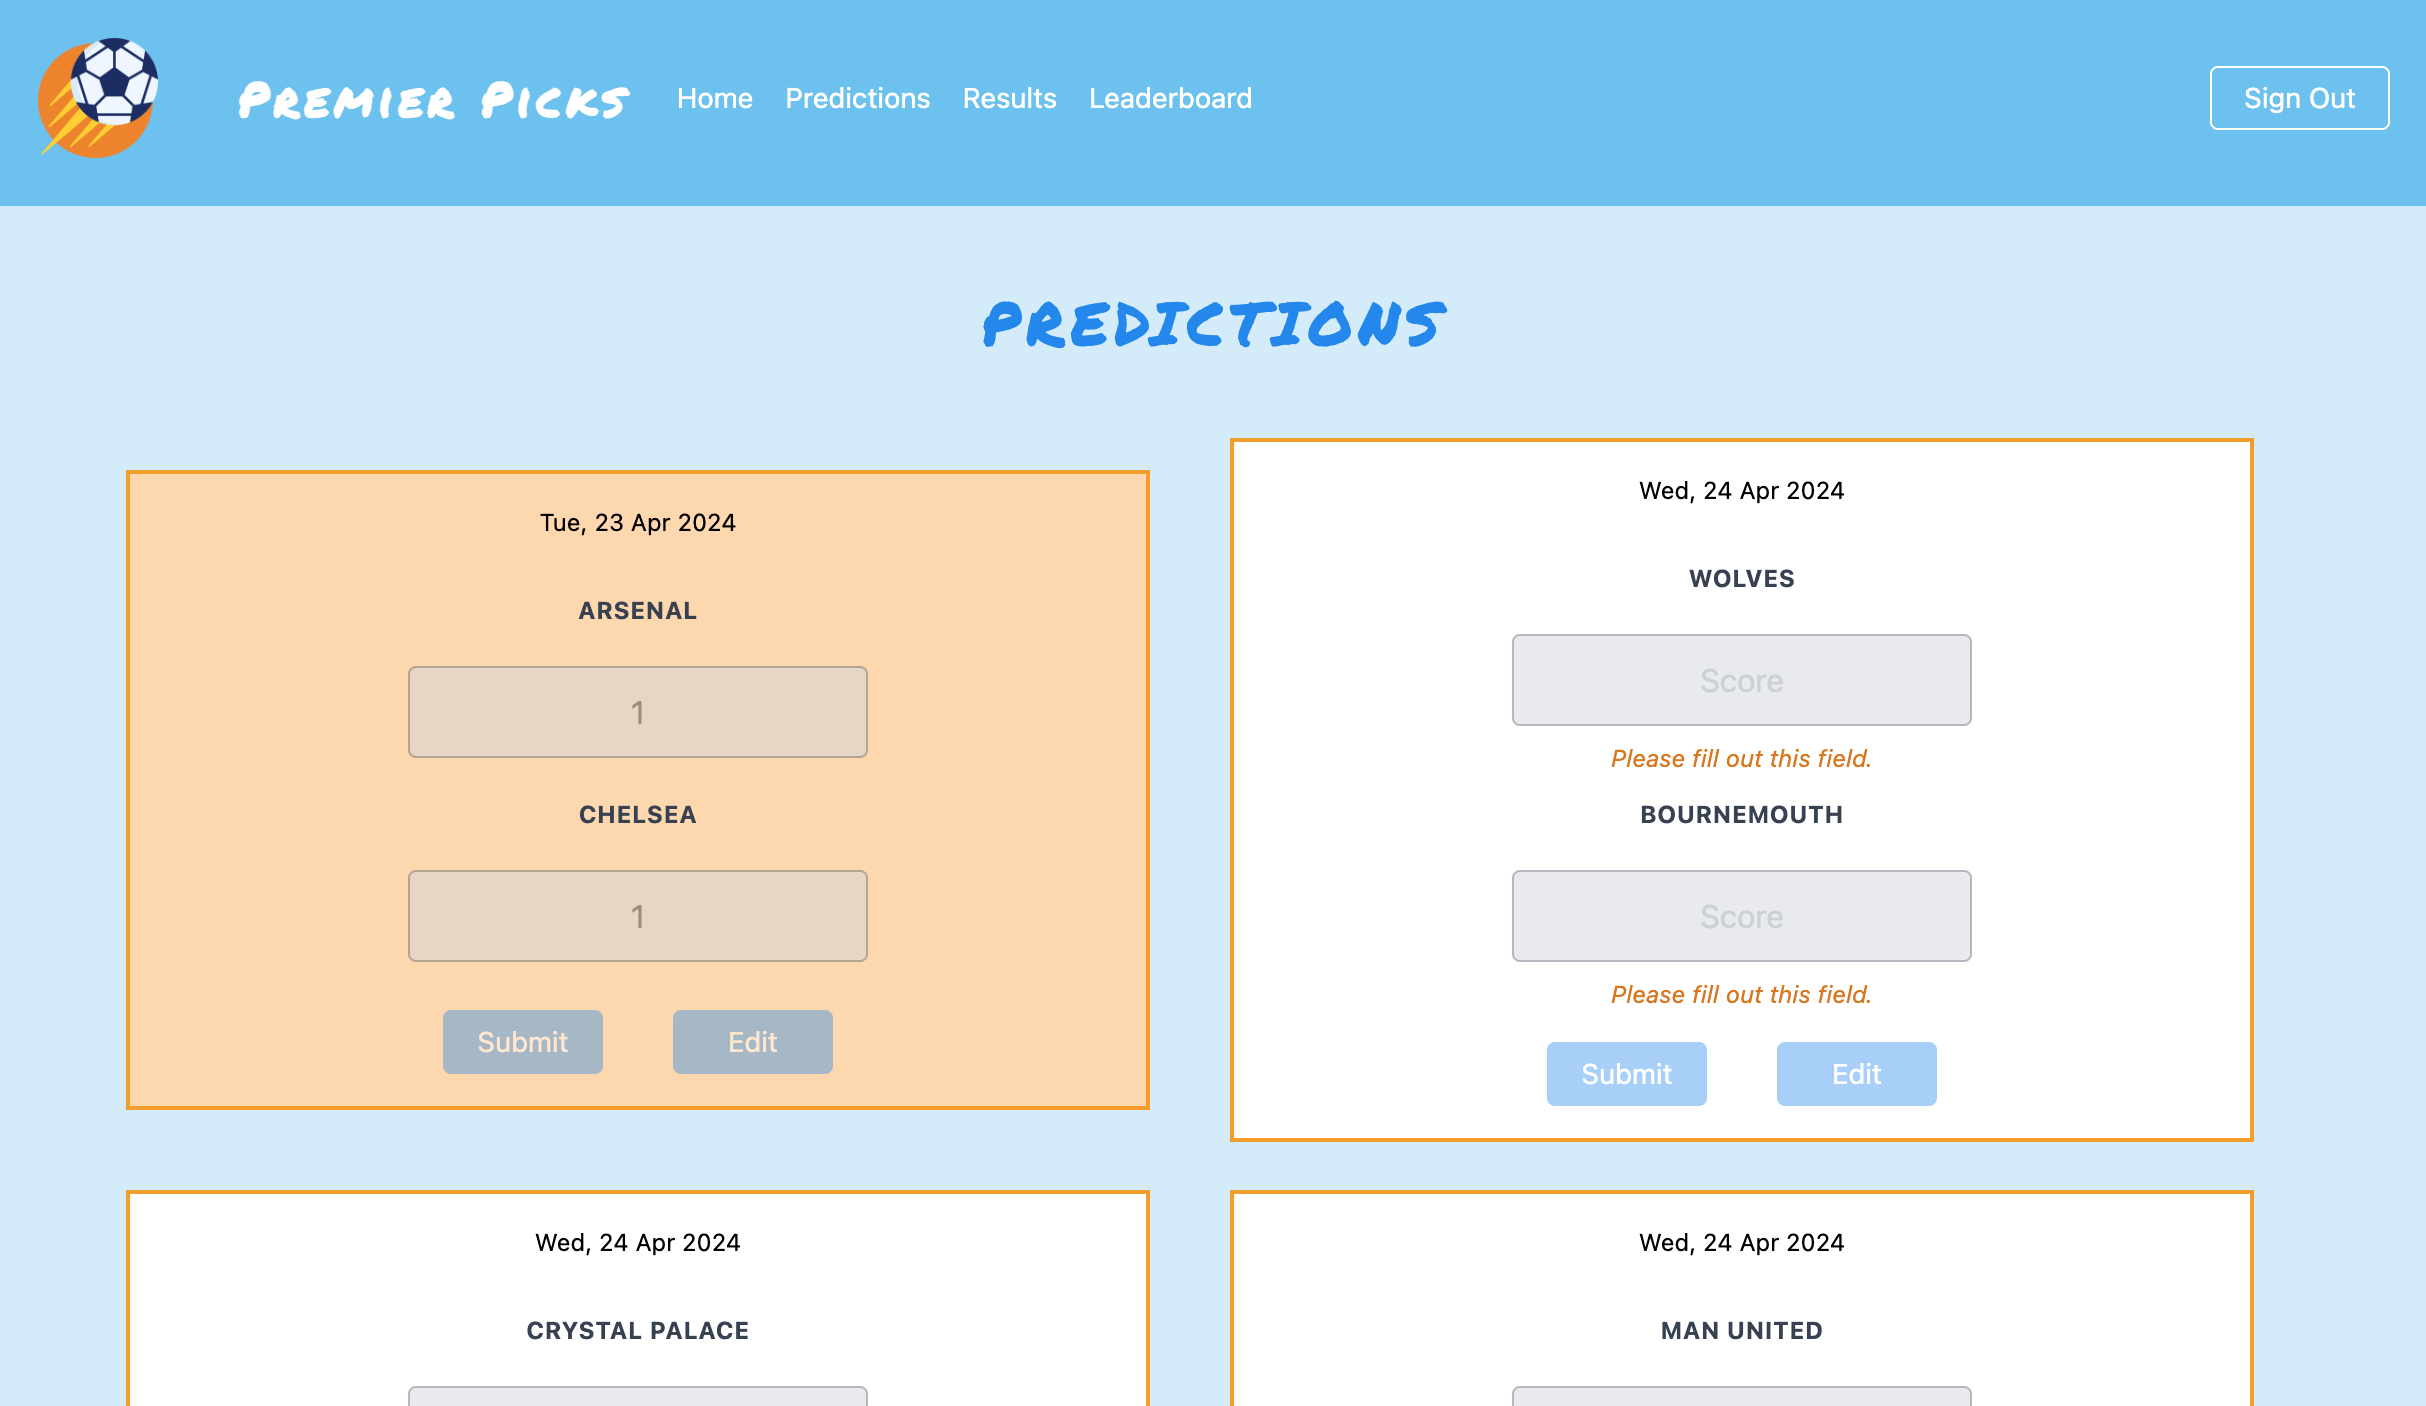 Premier Picks Home Predictions Results Leaderboard Sign Out
PREDICTIONS
Tue, 23 Apr 2024
ARSENAL
1
CHELSEA
1
Submit Edit
Wed, 24 Apr 2024
WOLVES
Score
Please fill out this field.
BOURNEMOUTH
Score
Please fill out this field.
Submit Edit
Wed, 24 Apr 2024
CRYSTAL PALACE
Wed, 24 Apr 2024
MAN UNITED